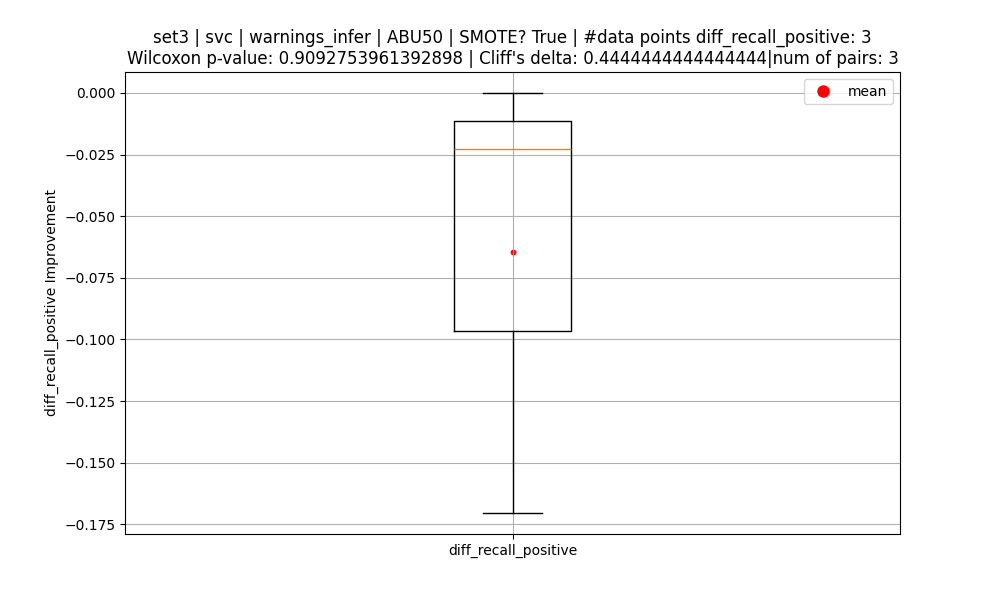 set3 | svc | warnings_infer | ABU50 | SMOTE? True | #data points diff_recall_positive: 3
Wilcoxon p-value: 0.9092753961392898 | Cliff's delta: 0.4444444444444444|num of pairs: 3
mean
0.000
−0.025
−0.050
−0.075
−0.100
−0.125
−0.150
−0.175
diff_recall_positive Improvement
diff_recall_positive